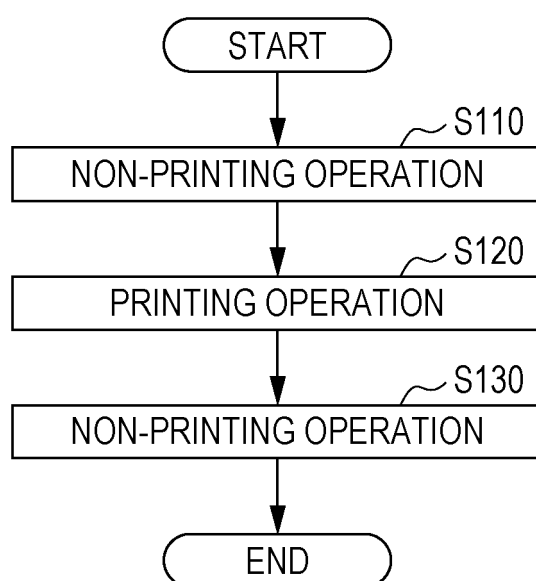 START
S110
NON-PRINTING OPERATION
S120
PRINTING OPERATION
S130
NON-PRINTING OPERATION
END